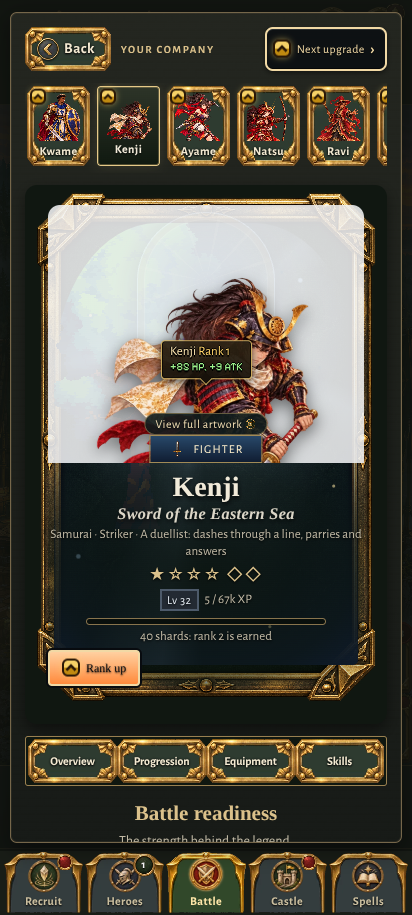 Back
YOUR COMPANY
Next upgrade ›
Kwame
Kenji
Ayame
Natsu
Ravi
Kenji Rank 1
+85 HP, +9 ATK
View full artwork
FIGHTER
Kenji
Sword of the Eastern Sea
Samurai · Striker · A duellist: dashes through a line, parries and
answers
★☆☆☆ ◇◇
Lv 32
5 / 67k XP
40 shards: rank 2 is earned
Rank up
Overview
Progression
Equipment
Skills
Battle readiness
The strength behind the legend
Recruit
1
Heroes
Battle
Castle
Spells